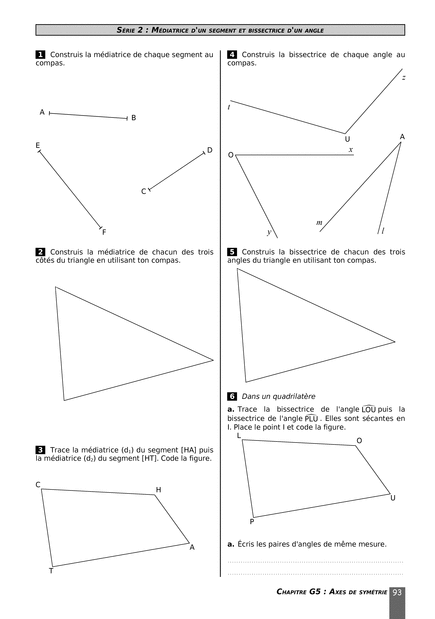 SÉRIE 2 : MÉDIATRICE D'UN SEGMENT ET BISSECTRICE D'UN ANGLE
1 Construis la médiatrice de chaque segment au
compas.
A
B
E
D
C
F
2 Construis la médiatrice de chacun des trois
côtés du triangle en utilisant ton compas.
3 Trace la médiatrice (d₁) du segment [HA] puis
la médiatrice (d₂) du segment [HT]. Code la figure.
C
H
A
T
4 Construis la bissectrice de chaque angle au
compas.
z
t
U
A
O
x
m
y
l
5 Construis la bissectrice de chacun des trois
angles du triangle en utilisant ton compas.
6 Dans un quadrilatère
a. Trace la bissectrice de l'angle LOU puis la
bissectrice de l'angle PLU . Elles sont sécantes en
I. Place le point I et code la figure.
L
O
U
P
a. Écris les paires d'angles de même mesure.
CHAPITRE G5 : AXES DE SYMÉTRIE 93